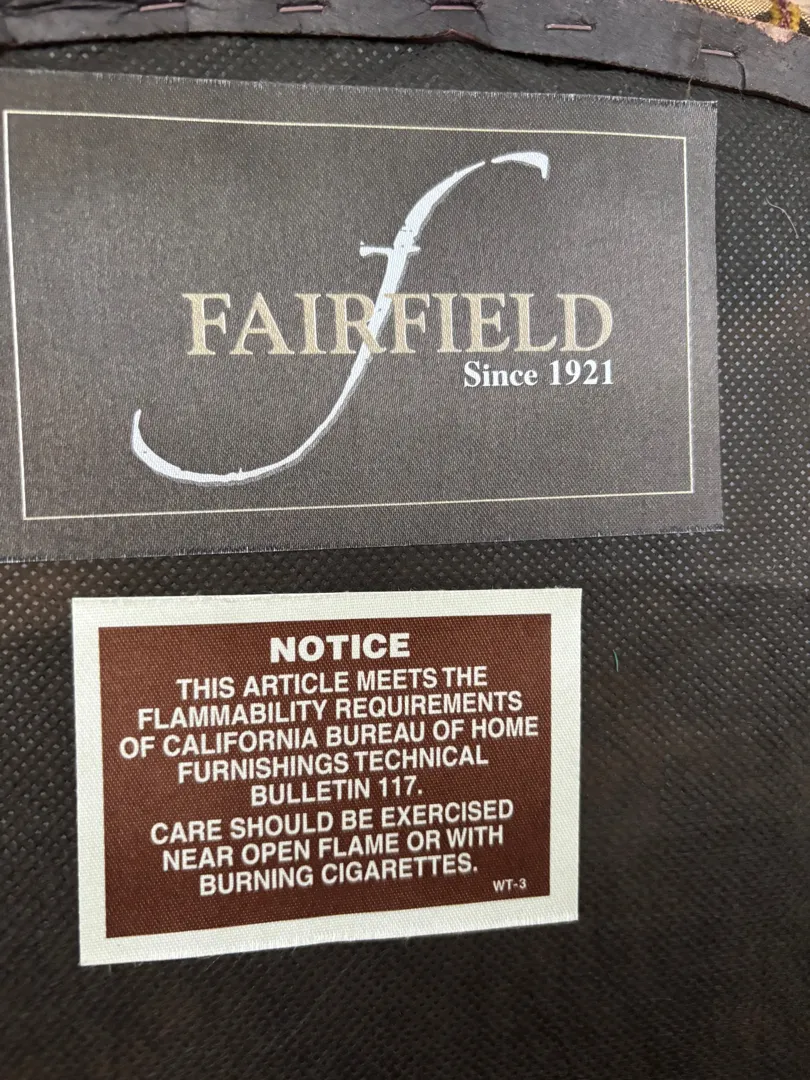 f
FAIRFIELD
Since 1921
NOTICE
THIS ARTICLE MEETS THE
FLAMMABILITY REQUIREMENTS
OF CALIFORNIA BUREAU OF HOME
FURNISHINGS TECHNICAL
BULLETIN 117.
CARE SHOULD BE EXERCISED
NEAR OPEN FLAME OR WITH
BURNING CIGARETTES.
WT-3